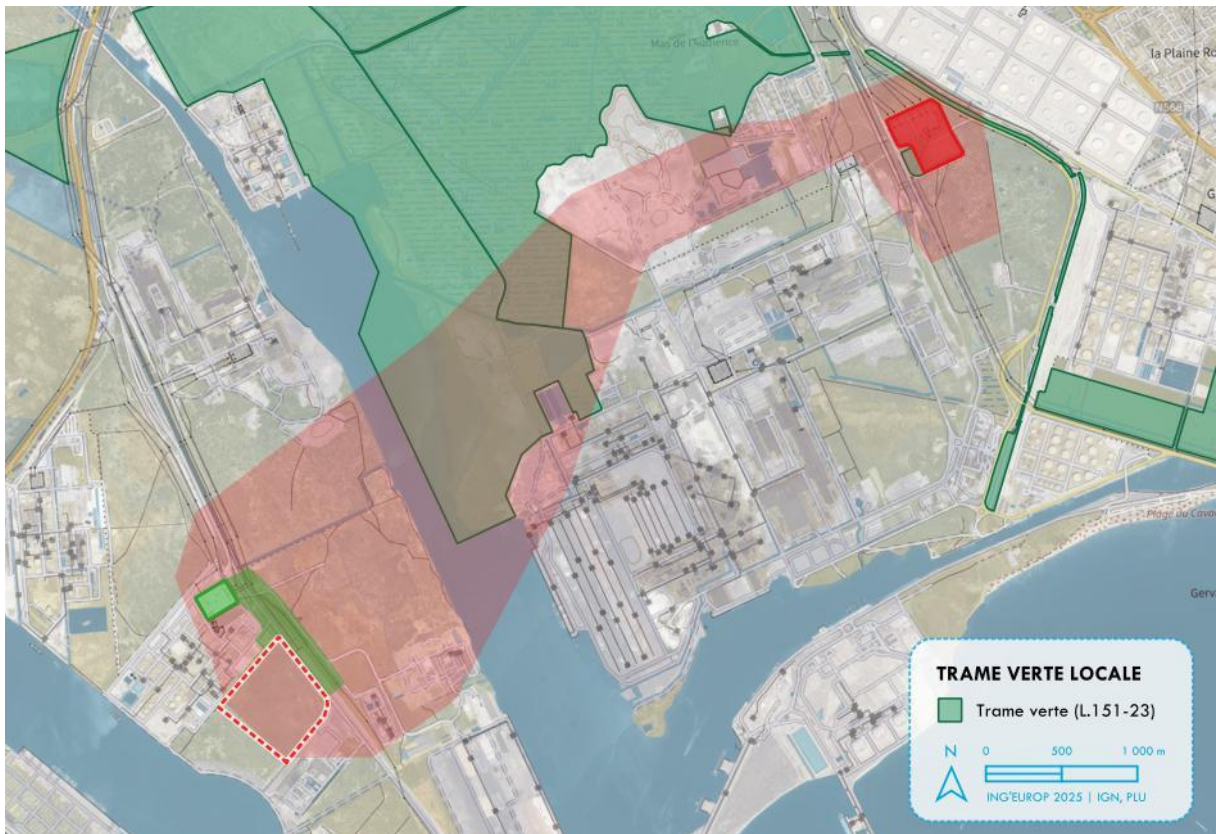 Mas de l'Audience
la Plaine Ro
N568
G
Plage du Cavaou
Gerva
TRAME VERTE LOCALE
Trame verte (L.151-23)
N
0 500 1 000 m
ING'EUROP 2025 | IGN, PLU